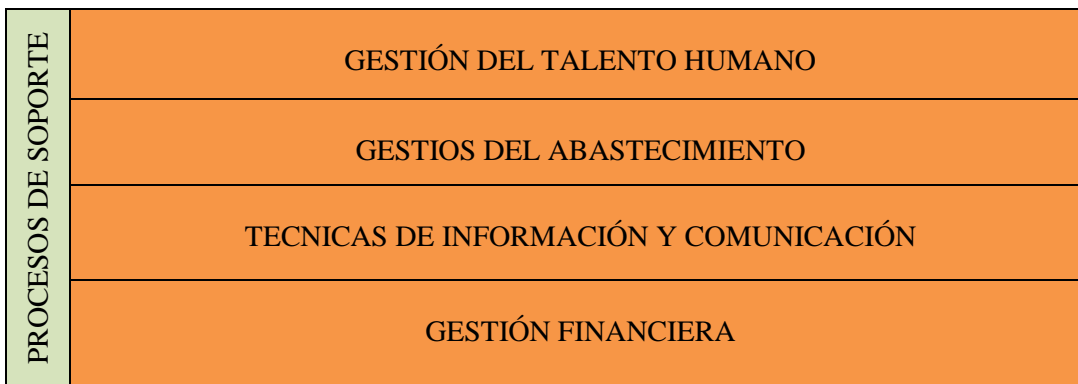 PROCESOS DE SOPORTE
GESTIÓN DEL TALENTO HUMANO
GESTIOS DEL ABASTECIMIENTO
TECNICAS DE INFORMACIÓN Y COMUNICACIÓN
GESTIÓN FINANCIERA